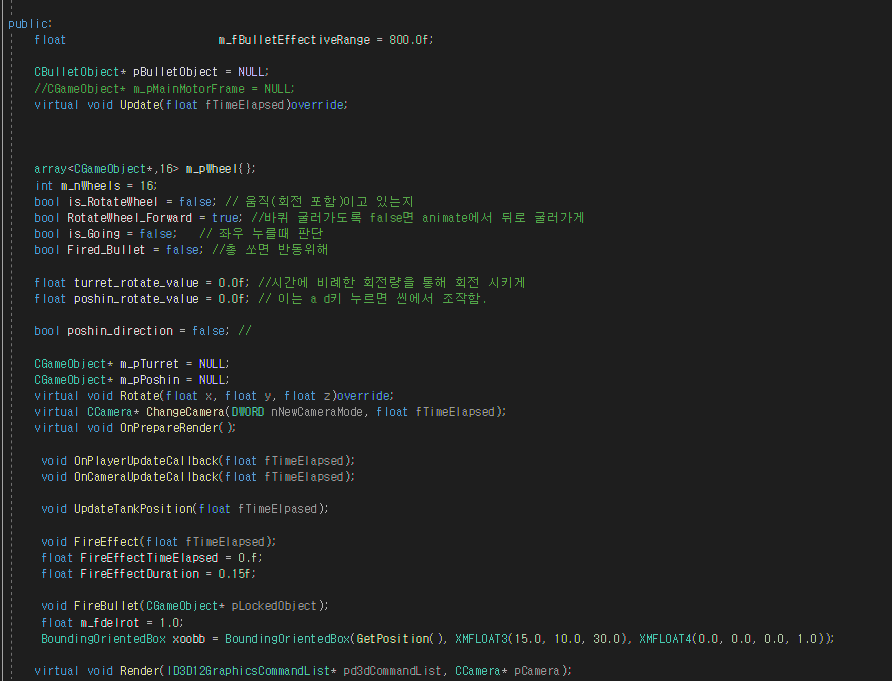 public:
float m_fBulletEffectiveRange = 800.0f;
CBulletObject* pBulletObject = NULL;
//CGameObject* m_pMainMotorFrame = NULL;
virtual void Update(float fTimeElapsed)override;
array<CGameObject*,16> m_pWheel{};
int m_nWheels = 16;
bool is_RotateWheel = false; // 움직(회전 포함)이고 있는지
bool RotateWheel_Forward = true; //바퀴 굴러가도록 false면 animate에서 뒤로 굴러가게
bool is_Going = false; // 좌우 누를때 판단
bool Fired_Bullet = false; //총 쏘면 반동위해
float turret_rotate_value = 0.0f; //시간에 비례한 회전량을 통해 회전 시키게
float poshin_rotate_value = 0.0f; // 이는 a d키 누르면 씬에서 조작함.
bool poshin_direction = false; //
CGameObject* m_pTurret = NULL;
CGameObject* m_pPoshin = NULL;
virtual void Rotate(float x, float y, float z)override;
virtual CCamera* ChangeCamera(DWORD nNewCameraMode, float fTimeElapsed);
virtual void OnPrepareRender();
void OnPlayerUpdateCallback(float fTimeElapsed);
void OnCameraUpdateCallback(float fTimeElapsed);
void UpdateTankPosition(float fTimeElpased);
void FireEffect(float fTimeElapsed);
float FireEffectTimeElapsed = 0.f;
float FireEffectDuration = 0.15f;
void FireBullet(CGameObject* pLockedObject);
float m_fdelrot = 1.0;
BoundingOrientedBox xoobb = BoundingOrientedBox(GetPosition(), XMFLOAT3(15.0, 10.0, 30.0), XMFLOAT4(0.0, 0.0, 0.0, 1.0));
virtual void Render(ID3D12GraphicsCommandList* pd3dCommandList, CCamera* pCamera);